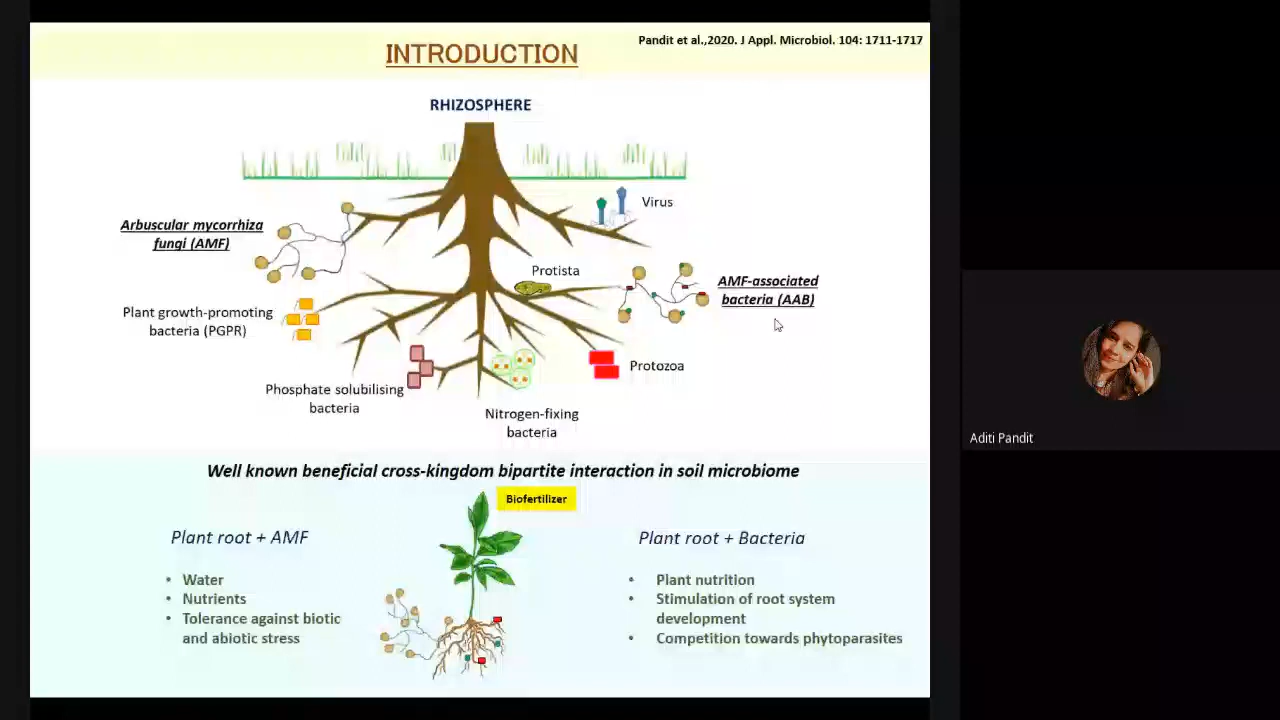 Pandit et al.,2020. J Appl. Microbiol. 104: 1711-1717
INTRODUCTION
RHIZOSPHERE
Virus
Arbuscular mycorrhiza
fungi (AMF)
Protista
AMF-associated
bacteria (AAB)
Plant growth-promoting
bacteria (PGPR)
Protozoa
Phosphate solubilising
bacteria
Nitrogen-fixing
bacteria
Aditi Pandit
Well known beneficial cross-kingdom bipartite interaction in soil microbiome
Biofertilizer
Plant root + AMF
• Water
• Nutrients
• Tolerance against biotic
and abiotic stress
Plant root + Bacteria
• Plant nutrition
• Stimulation of root system
development
• Competition towards phytoparasites